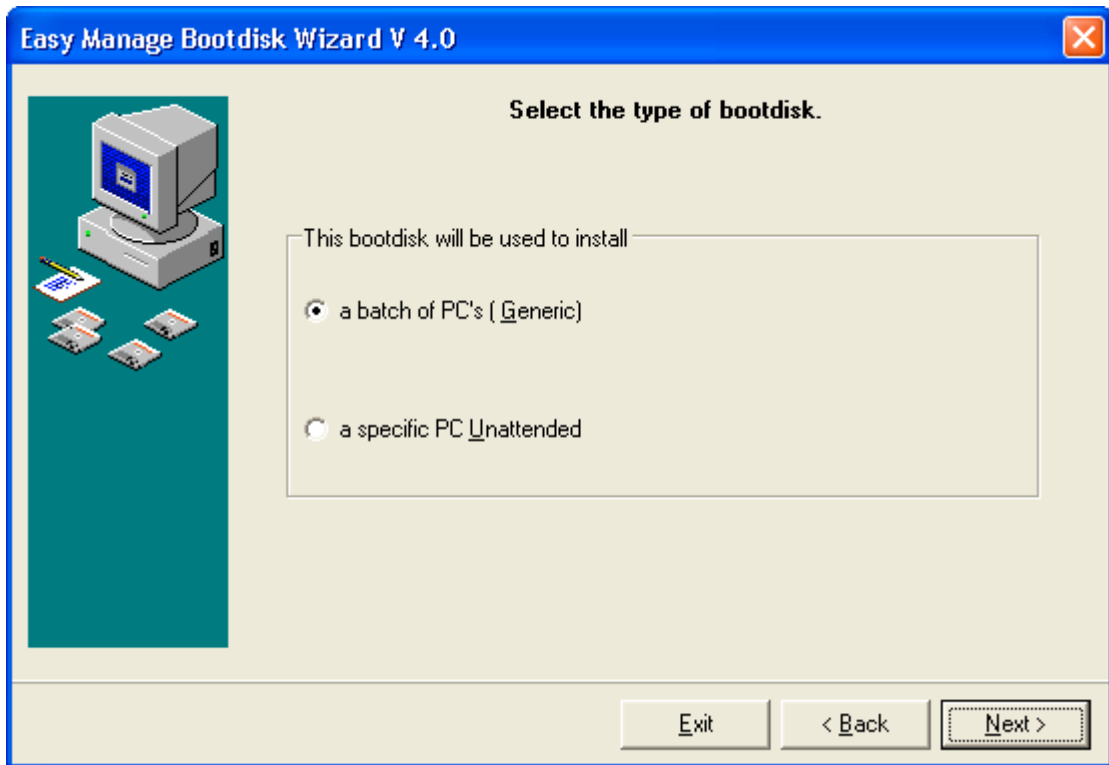 Easy Manage Bootdisk Wizard V 4.0
Select the type of bootdisk.
This bootdisk will be used to install
a batch of PC's ( Generic)
a specific PC Unattended
Exit
< Back
Next >